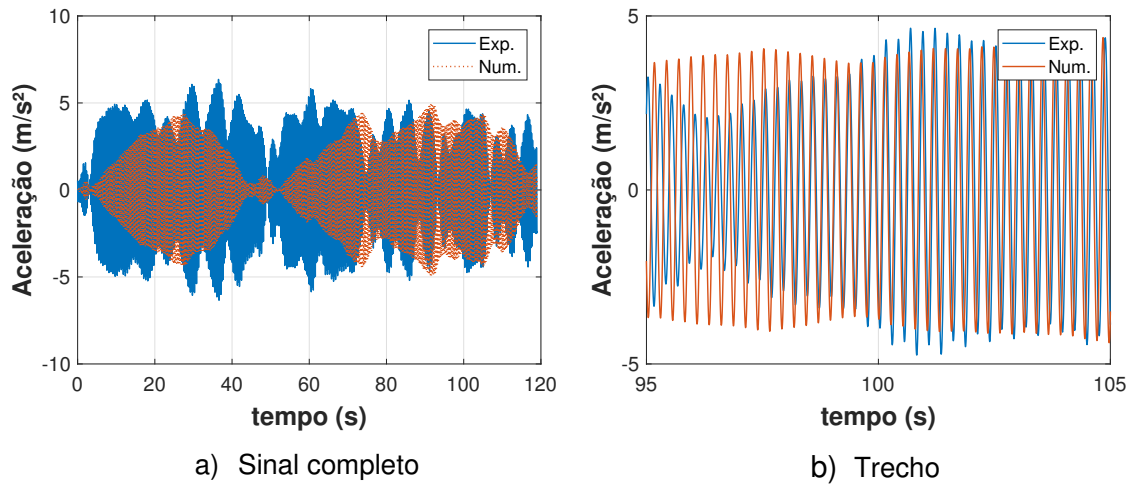 10
5
0
-5
-10
Aceleração (m/s²)
0 20 40 60 80 100 120
tempo (s)
Exp.
Num.
a) Sinal completo
5
0
-5
Aceleração (m/s²)
95 100 105
tempo (s)
Exp.
Num.
b) Trecho